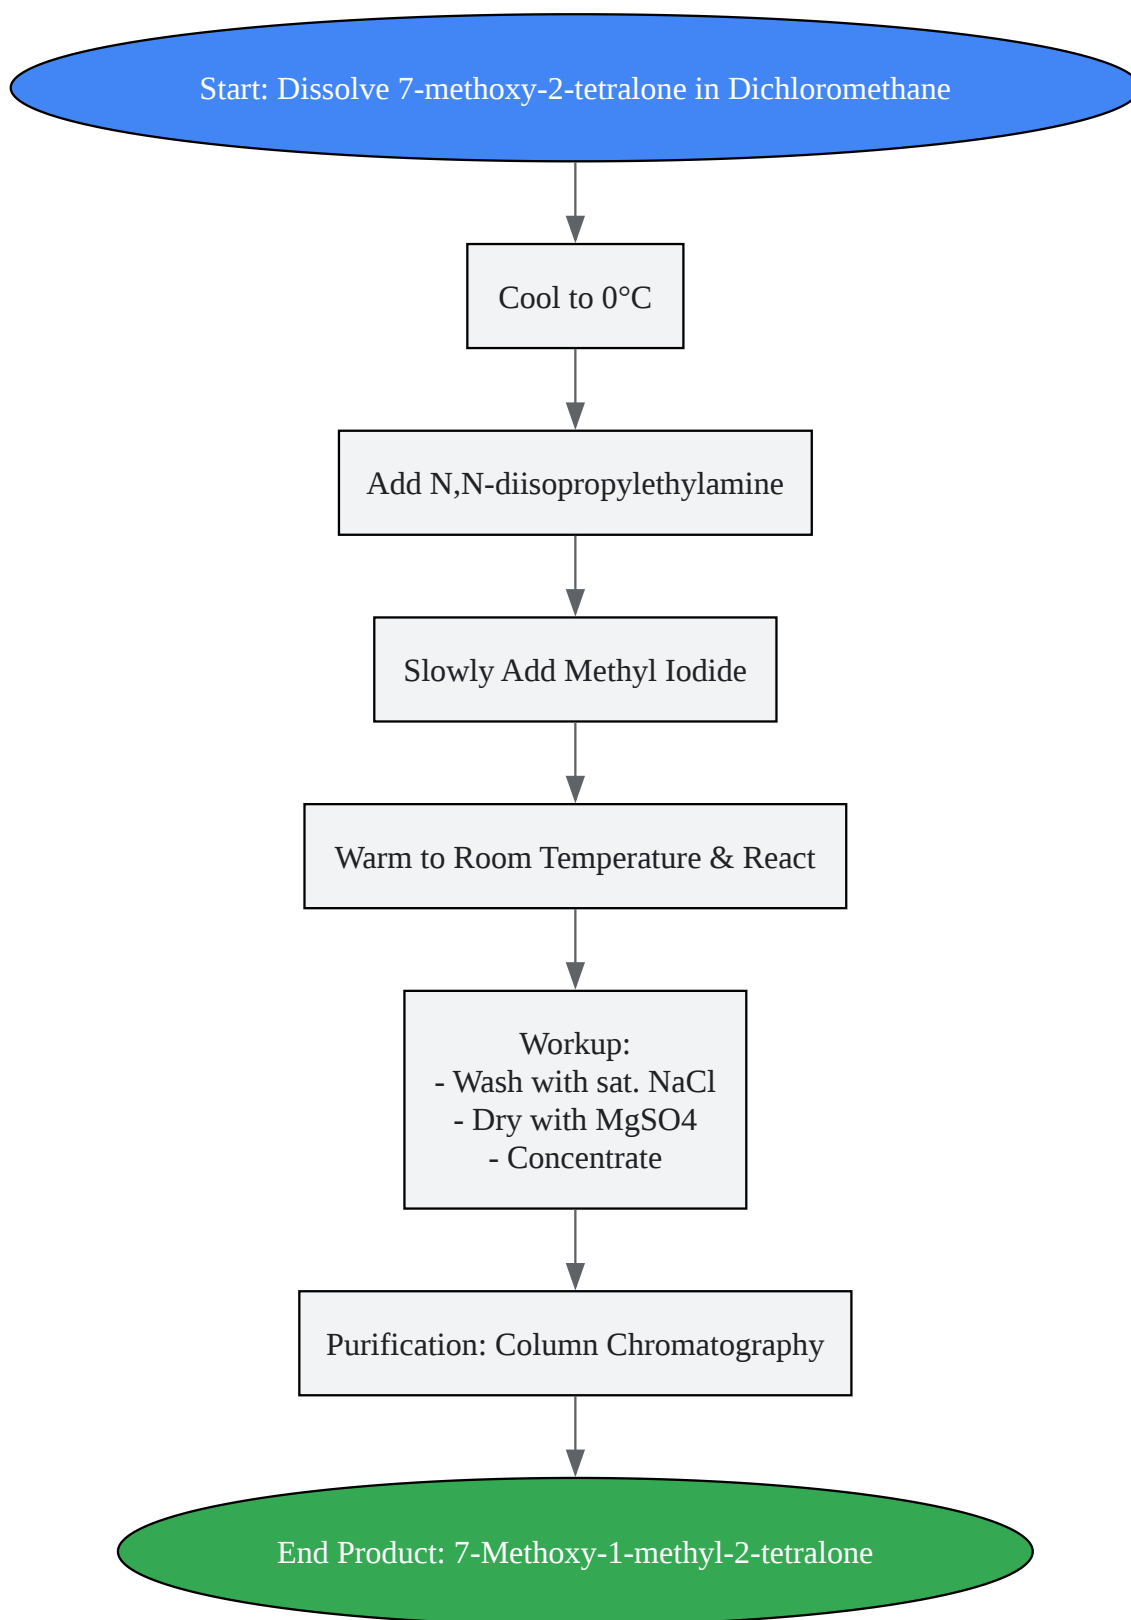 Start: Dissolve 7-methoxy-2-tetralone in Dichloromethane
Cool to 0°C
Add N,N-diisopropylethylamine
Slowly Add Methyl Iodide
Warm to Room Temperature & React
Workup:
- Wash with sat. NaCl
- Dry with MgSO4
- Concentrate
Purification: Column Chromatography
End Product: 7-Methoxy-1-methyl-2-tetralone